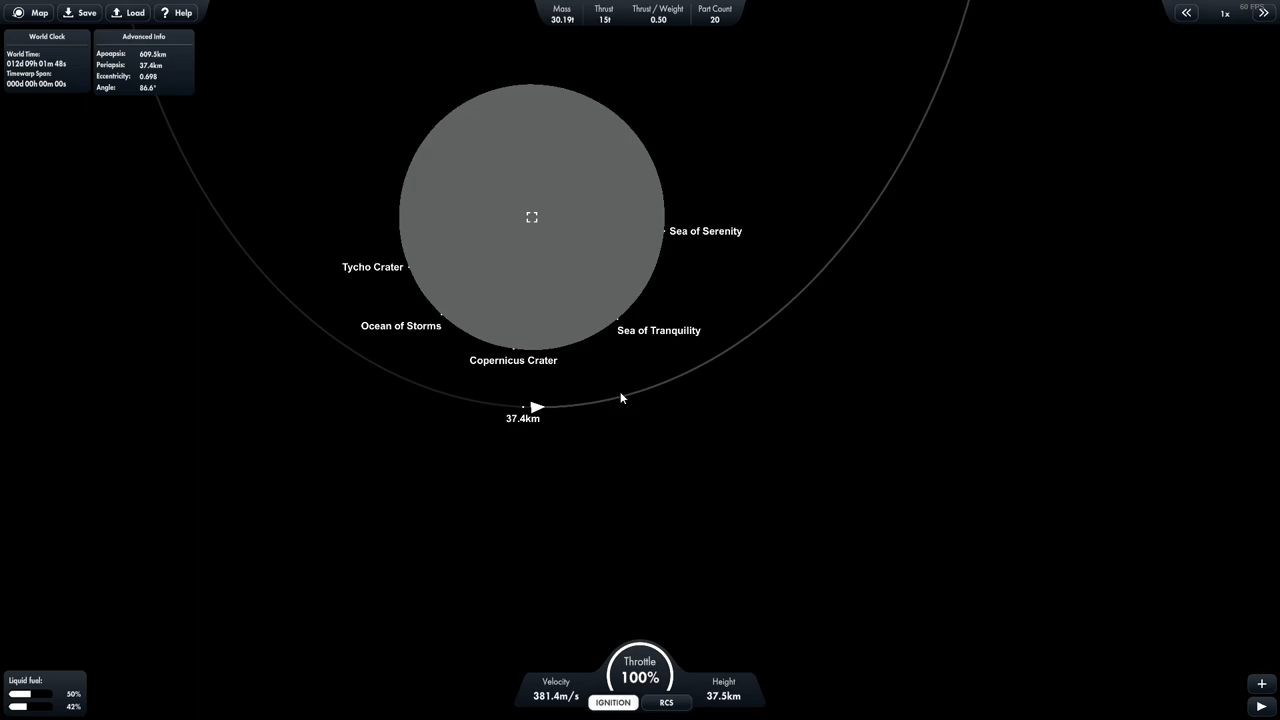 Map
Save
Load
Help
Mass
30.19t
Thrust
15t
Thrust / Weight
0.50
Part Count
20
60 FPS
1x
World Clock
World Time:
012d 09h 01m 48s
Timewarp Span:
000d 00h 00m 00s
Advanced Info
Apoapsis: 609.5km
Periapsis: 37.4km
Eccentricity: 0.698
Angle: 86.6°
Sea of Serenity
Tycho Crater
Ocean of Storms
Sea of Tranquility
Copernicus Crater
37.4km
Liquid fuel:
50%
42%
Throttle
100%
Velocity
381.4m/s
Height
37.5km
IGNITION
RCS